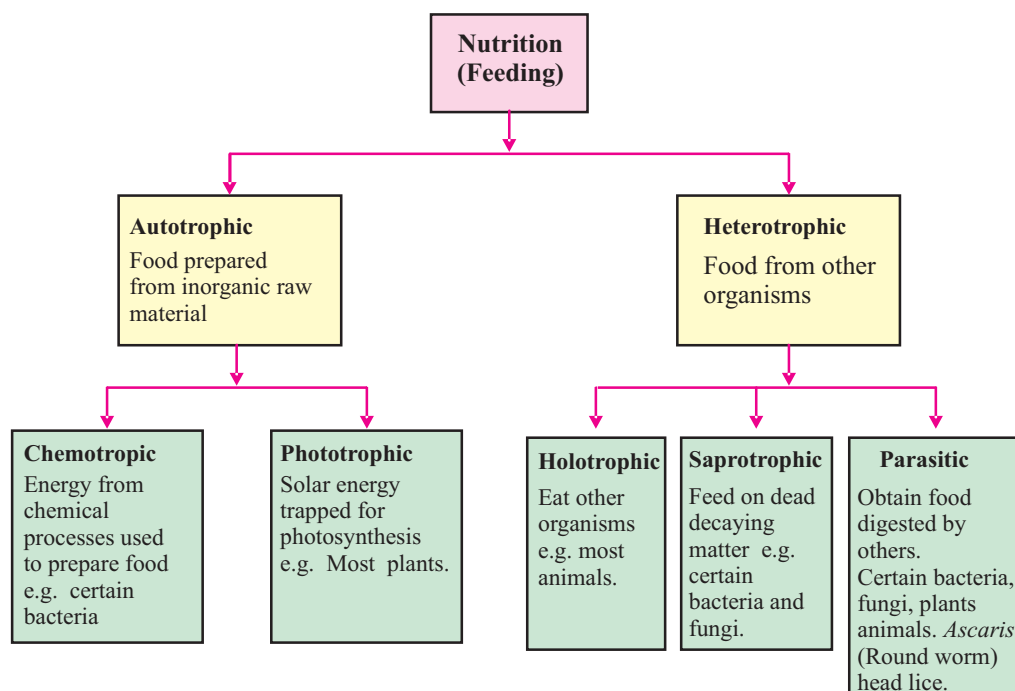 Nutrition
(Feeding)
Autotrophic
Food prepared
from inorganic raw
material
Heterotrophic
Food from other
organisms
Chemotropic
Energy from
chemical
processes used
to prepare food
e.g. certain
bacteria
Phototrophic
Solar energy
trapped for
photosynthesis
e.g. Most plants.
Holotrophic
Eat other
organisms
e.g. most
animals.
Saprotrophic
Feed on dead
decaying
matter e.g.
certain
bacteria and
fungi.
Parasitic
Obtain food
digested by
others.
Certain bacteria,
fungi, plants
animals. Ascaris
(Round worm)
head lice.